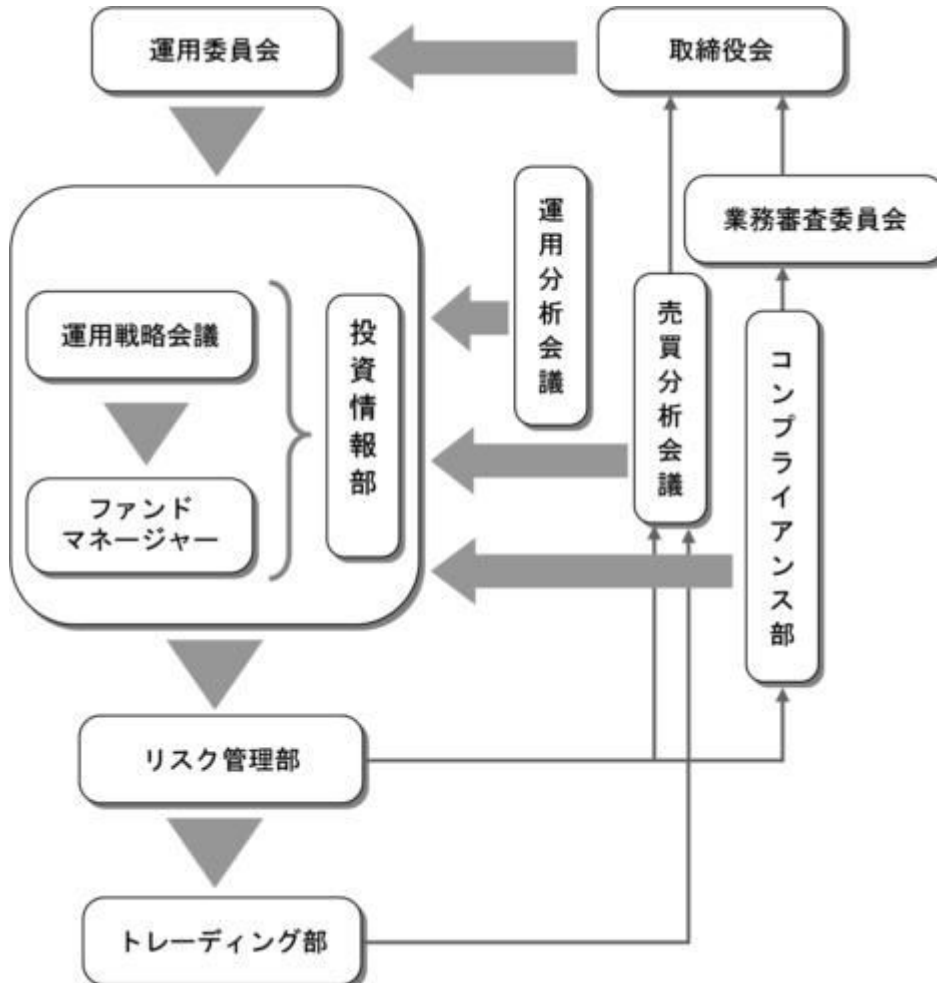 運用委員会
取締役会
運用分析会議
業務審査委員会
売買分析会議
コンプライアンス部
運用戦略会議
投資情報部
ファンド
マネージャー
リスク管理部
トレーディング部